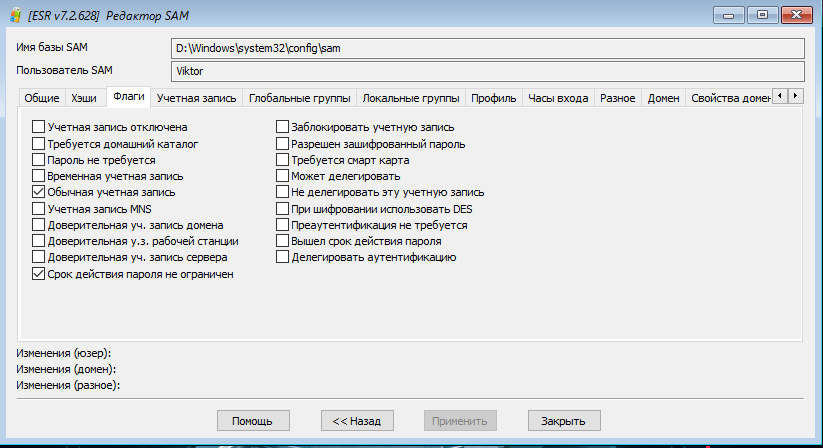 [ESR v7.2.628] Редактор SAM
Имя базы SAM D:\Windows\system32\config\sam
Пользователь SAM Viktor
Общие Хэши Флаги Учетная запись Глобальные группы Локальные группы Профиль Часы входа Разное Домен Свойства домен
Учетная запись отключена
Требуется домашний каталог
Пароль не требуется
Временная учетная запись
Обычная учетная запись
Учетная запись MNS
Доверительная уч. запись домена
Доверительная у.з. рабочей станции
Доверительная уч. запись сервера
Срок действия пароля не ограничен
Заблокировать учетную запись
Разрешен зашифрованный пароль
Требуется смарт карта
Может делегировать
Не делегировать эту учетную запись
При шифровании использовать DES
Преаутентификация не требуется
Вышел срок действия пароля
Делегировать аутентификацию
Изменения (юзер):
Изменения (домен):
Изменения (разное):
Помощь << Назад Применить Закрыть